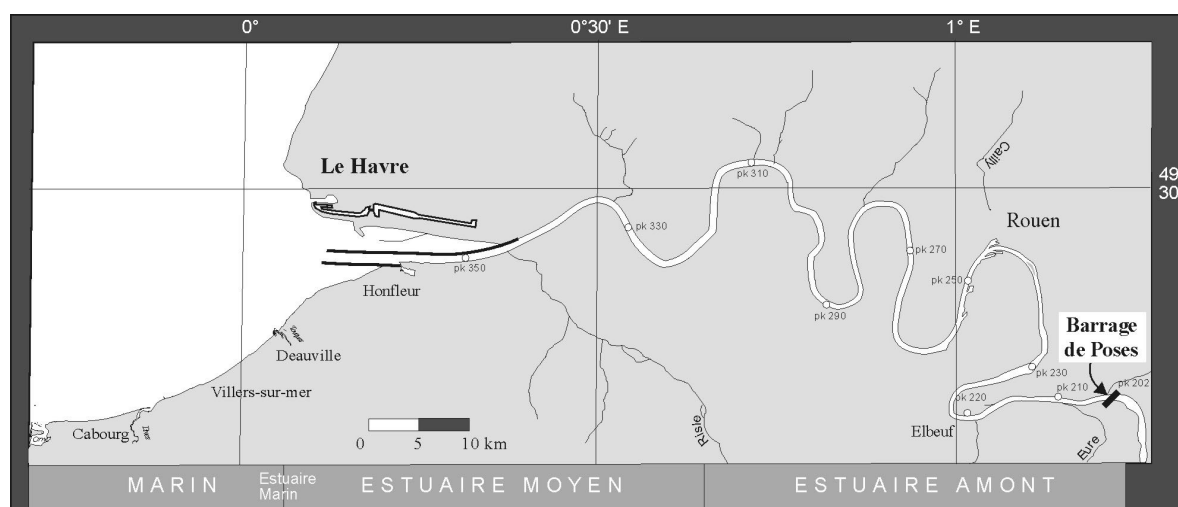 0°
0°30' E
1° E
49
30
Le Havre
pk 310
Cailly
pk 330
Rouen
pk 270
pk 350
pk 250
Honfleur
pk 290
Barrage
de Poses
Touques
Deauville
pk 230
pk 202
Villers-sur-mer
pk 220
pk 210
Cabourg
Dives
0 5 10 km
Risle
Elbeuf
Eure
MARIN
Estuaire
Marin
ESTUAIRE MOYEN
ESTUAIRE AMONT